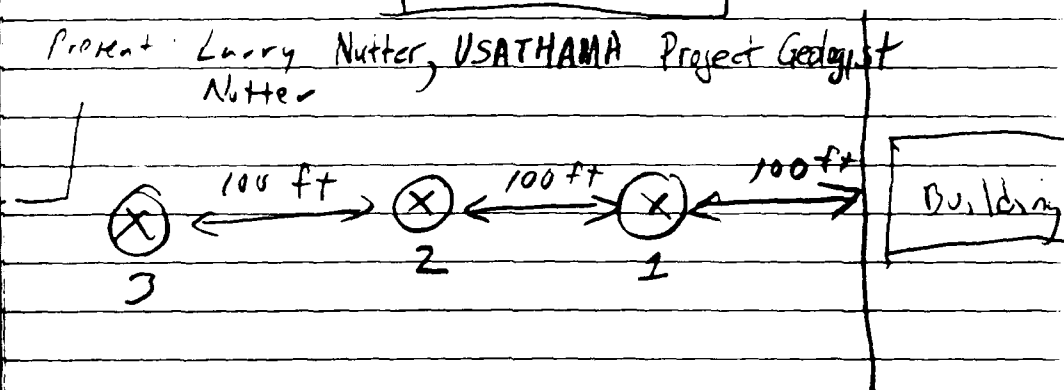 Present: Larry Nutter, USATHAMA Project Geologist
Nutter
100 ft 100 ft 100 ft
X X X Building
3 2 1